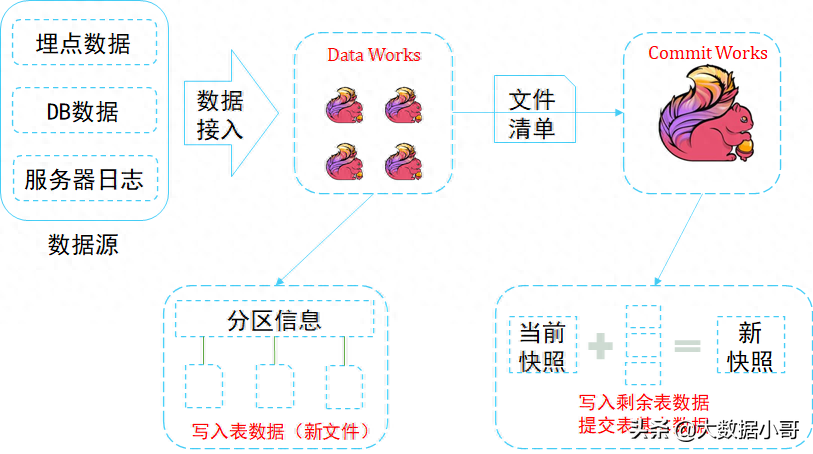 埋点数据
DB数据
服务器日志
数据源
数据
接入
Data Works
文件
清单
Commit Works
分区信息
写入表数据（新文件）
当前
快照
新
快照
写入剩余表数据
提交表
头条 @大数据小哥